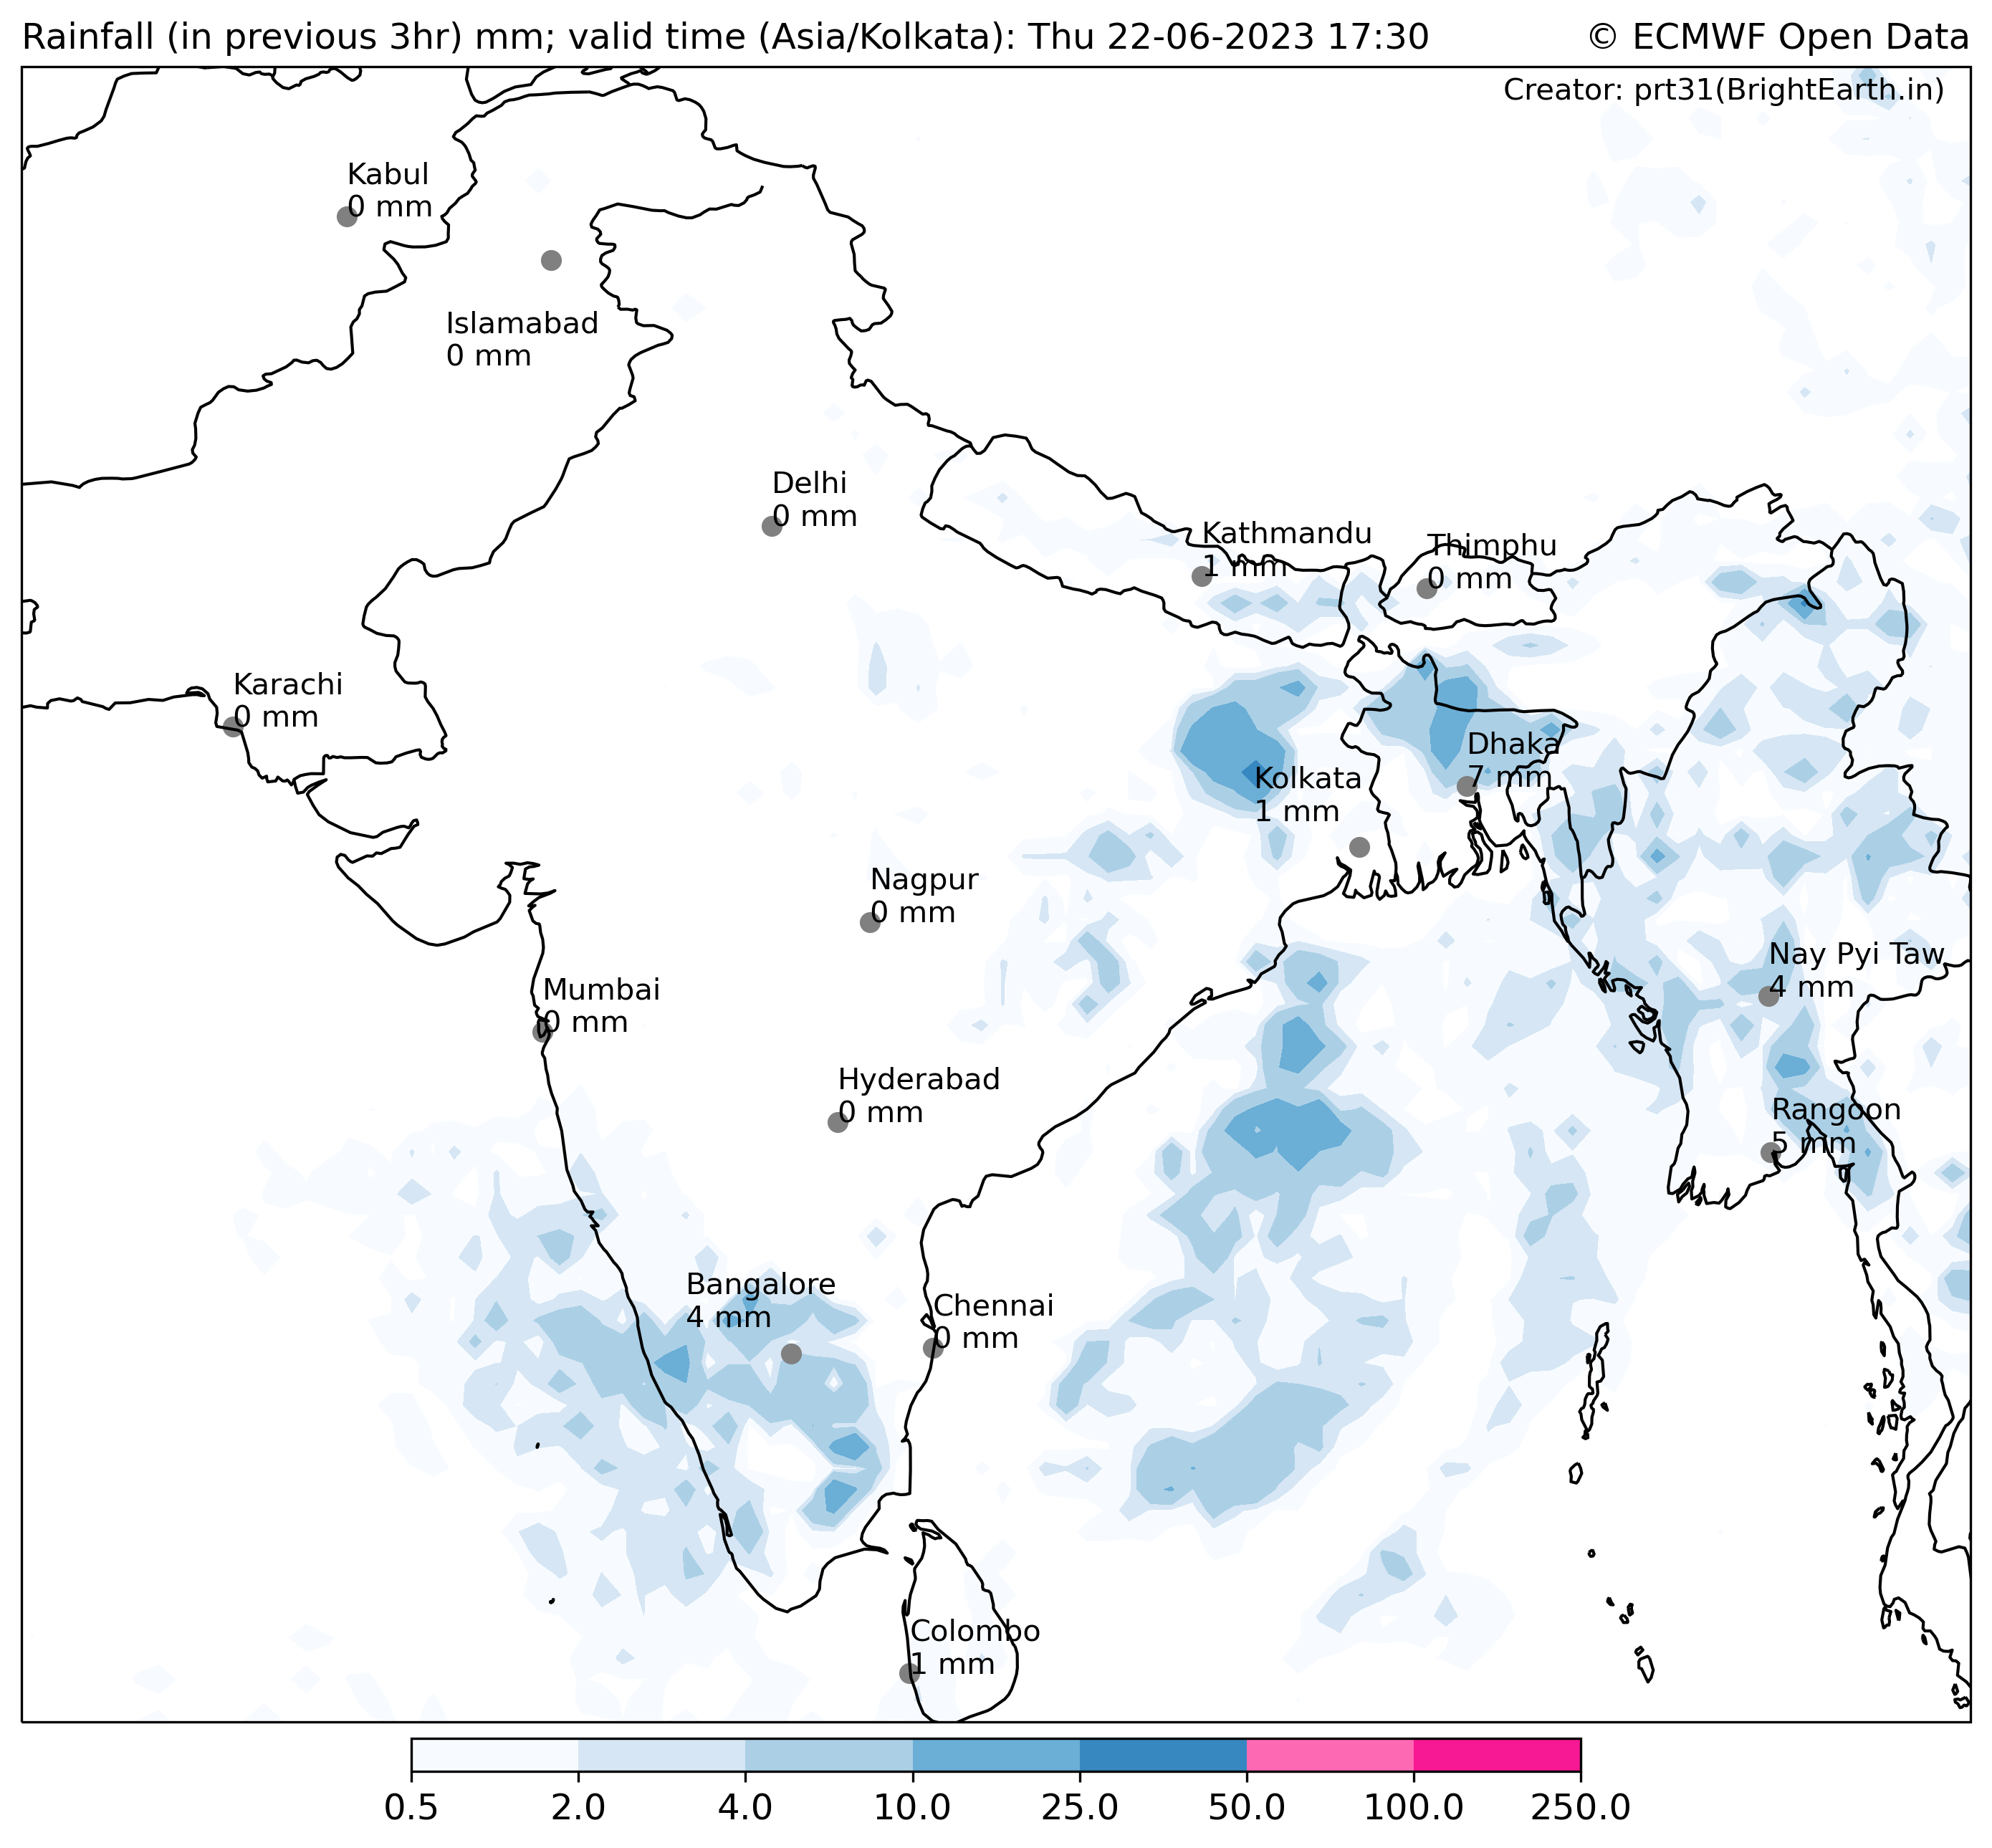 Rainfall (in previous 3hr) mm; valid time (Asia/Kolkata): Thu 22-06-2023 17:30
© ECMWF Open Data
Creator: prt31(BrightEarth.in)
Kabul
0 mm
Islamabad
0 mm
Delhi
0 mm
Kathmandu
1 mm
Thimphu
0 mm
Karachi
0 mm
Dhaka
7 mm
Kolkata
1 mm
Nagpur
0 mm
Nay Pyi Taw
4 mm
Mumbai
0 mm
Hyderabad
0 mm
Rangoon
5 mm
Bangalore
4 mm
Chennai
0 mm
Colombo
1 mm
0.5 2.0 4.0 10.0 25.0 50.0 100.0 250.0